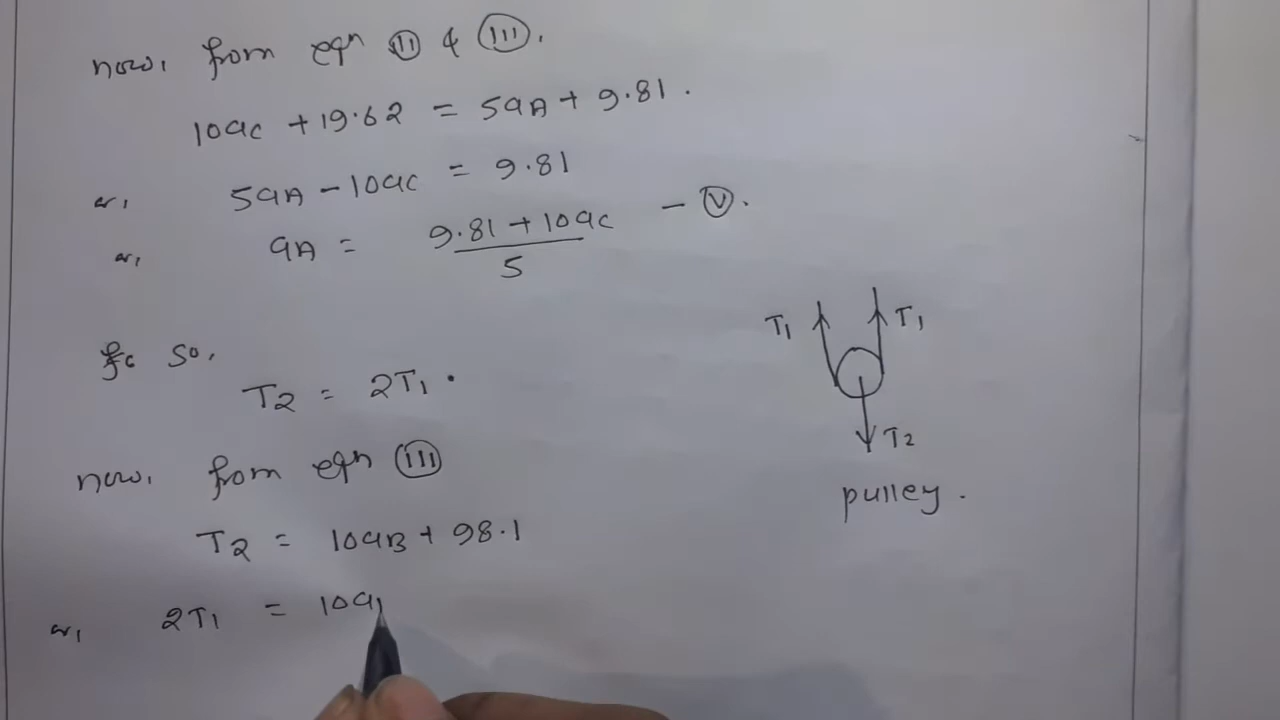 now, from eqn (II) & (III).
10aC + 19.62 = 5aA + 9.81.
or, 5aA - 10aC = 9.81
or, aA = (9.81 + 10aC)/5 - (V).
so,
T2 = 2T1.
T1 T1
T2
pulley.
now, from eqn (III)
T2 = 10aB + 98.1
or, 2T1 = 10a